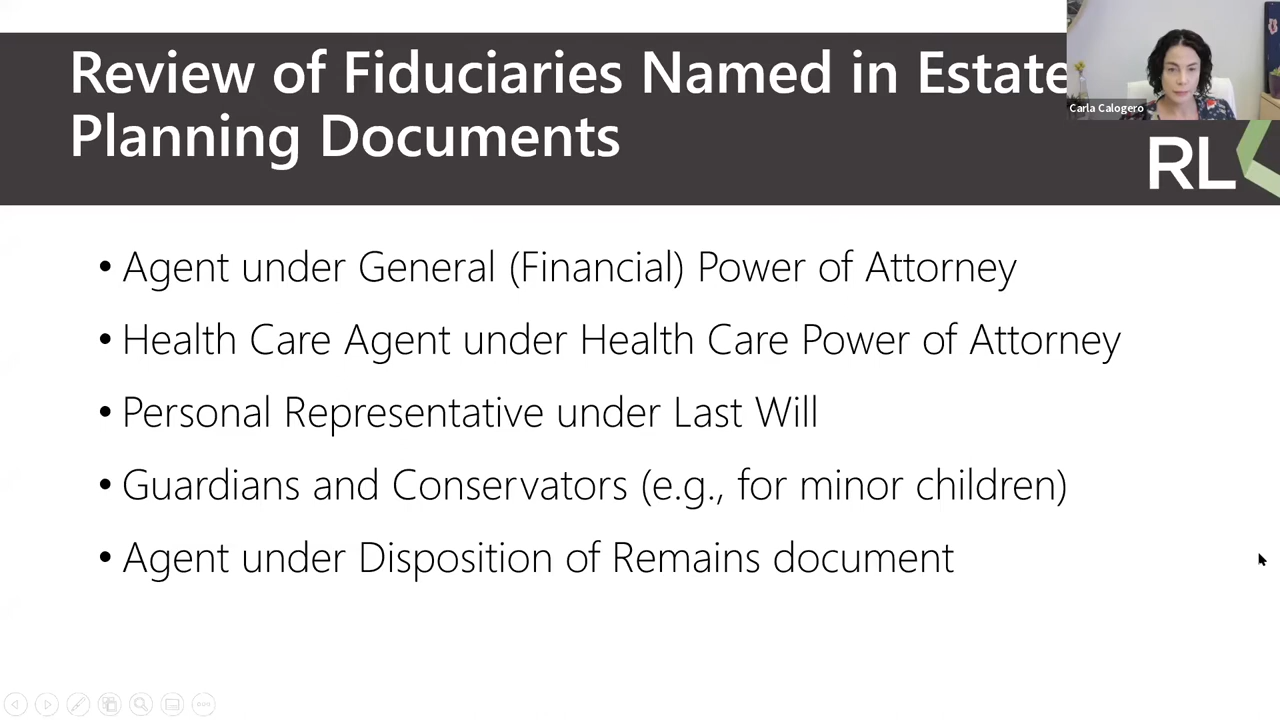 Review of Fiduciaries Named in Estate
Planning Documents
Carla Calogero
RL
• Agent under General (Financial) Power of Attorney
• Health Care Agent under Health Care Power of Attorney
• Personal Representative under Last Will
• Guardians and Conservators (e.g., for minor children)
• Agent under Disposition of Remains document